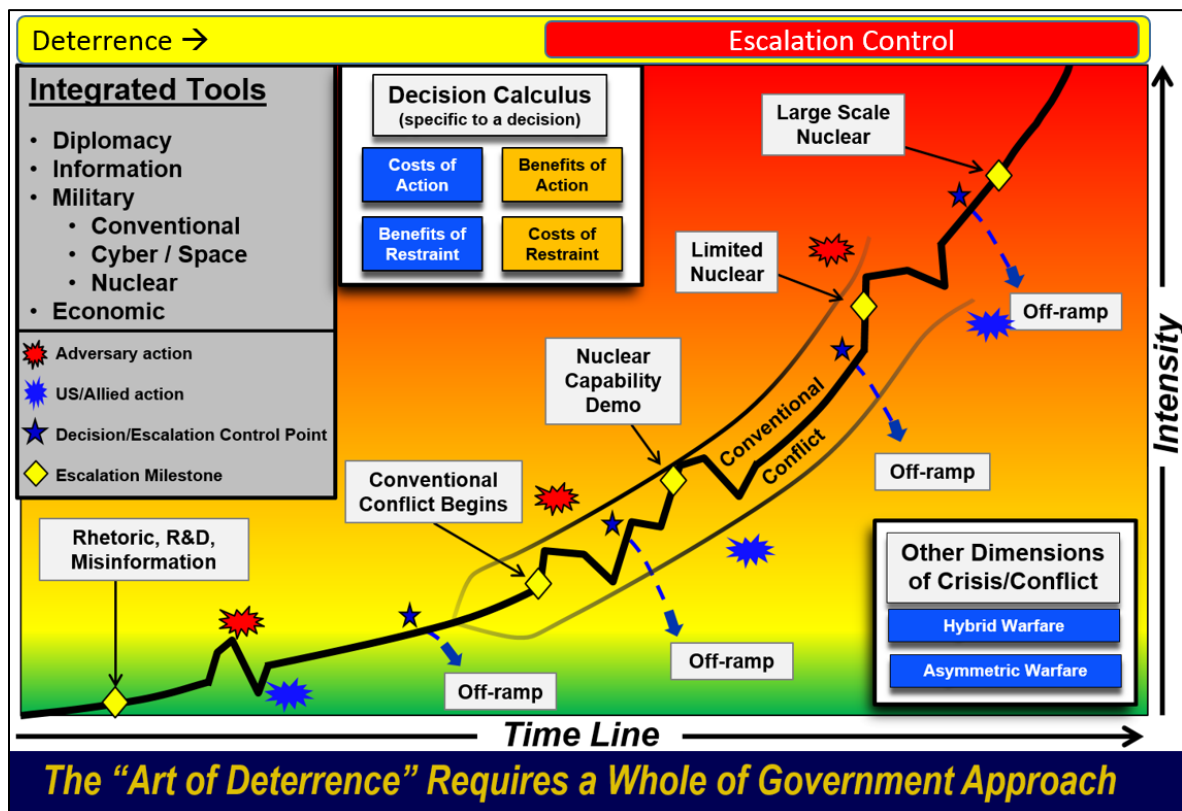 Deterrence →
Escalation Control
Integrated Tools
• Diplomacy
• Information
• Military
• Conventional
• Cyber / Space
• Nuclear
• Economic
Adversary action
US/Allied action
Decision/Escalation Control Point
Escalation Milestone
Decision Calculus
(specific to a decision)
Costs of
Action
Benefits of
Action
Benefits of
Restraint
Costs of
Restraint
Large Scale
Nuclear
Limited
Nuclear
Off-ramp
Nuclear
Capability
Demo
Conventional
Conflict
Off-ramp
Conventional
Conflict Begins
Rhetoric, R&D,
Misinformation
Off-ramp
Off-ramp
Other Dimensions
of Crisis/Conflict
Hybrid Warfare
Asymmetric Warfare
Intensity
Time Line
The “Art of Deterrence” Requires a Whole of Government Approach